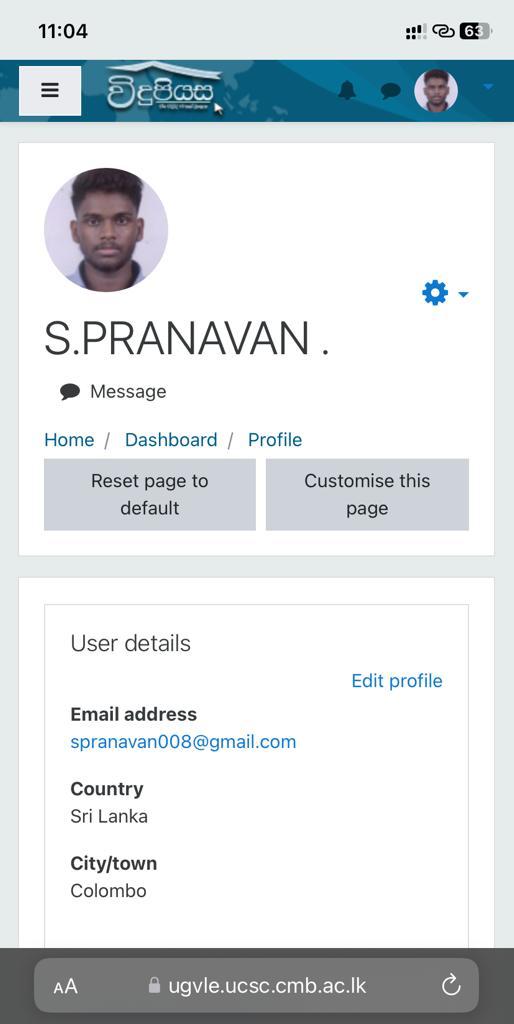 11:04
63
විදුපියස
S.PRANAVAN .
Message
Home / Dashboard / Profile
Reset page to
default
Customise this
page
User details
Edit profile
Email address
spranavan008@gmail.com
Country
Sri Lanka
City/town
Colombo
AA
ugvle.ucsc.cmb.ac.lk